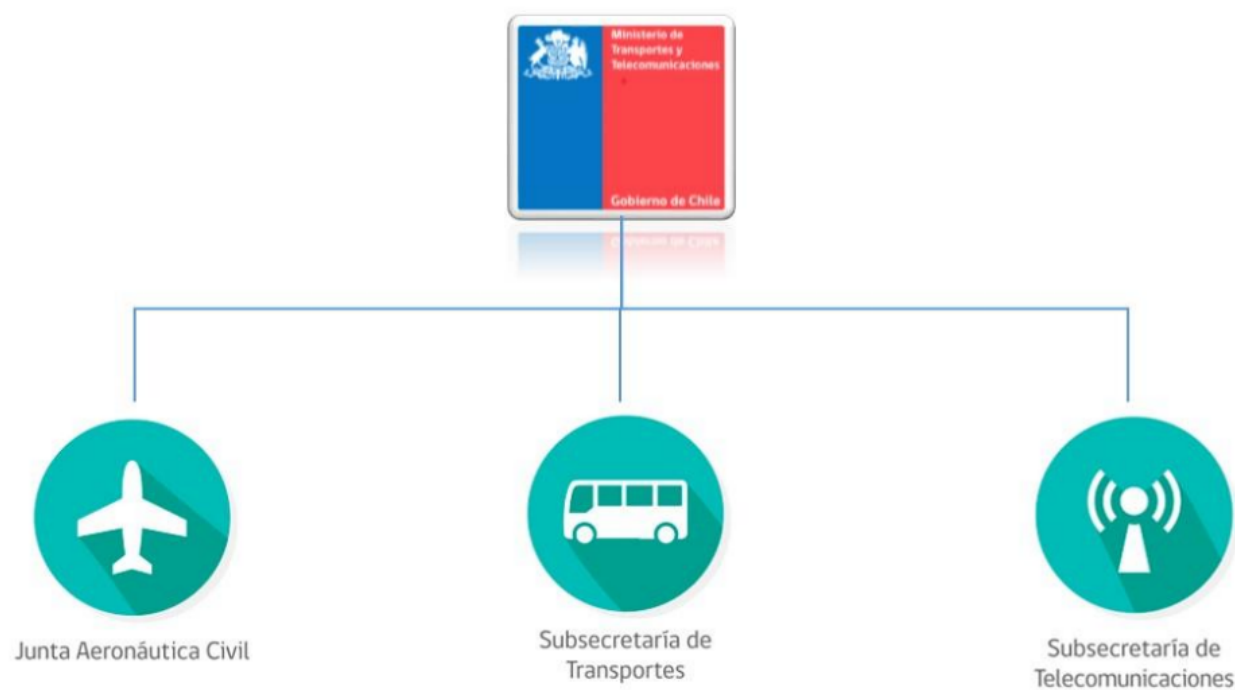 Ministerio de
Transportes y
Telecomunicaciones
Gobierno de Chile
Junta Aeronáutica Civil
Subsecretaría de
Transportes
Subsecretaría de
Telecomunicaciones